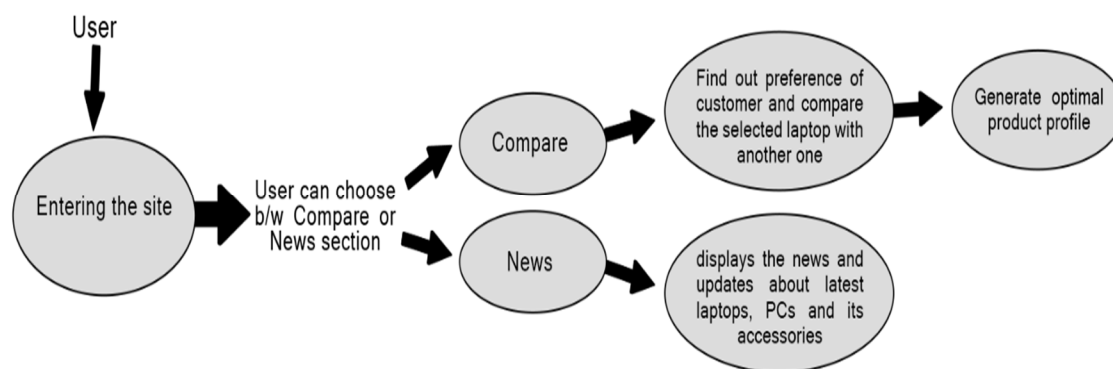 User
Entering the site
User can choose
b/w Compare or
News section
Compare
Find out preference of
customer and compare
the selected laptop with
another one
Generate optimal
product profile
News
displays the news and
updates about latest
laptops, PCs and its
accessories